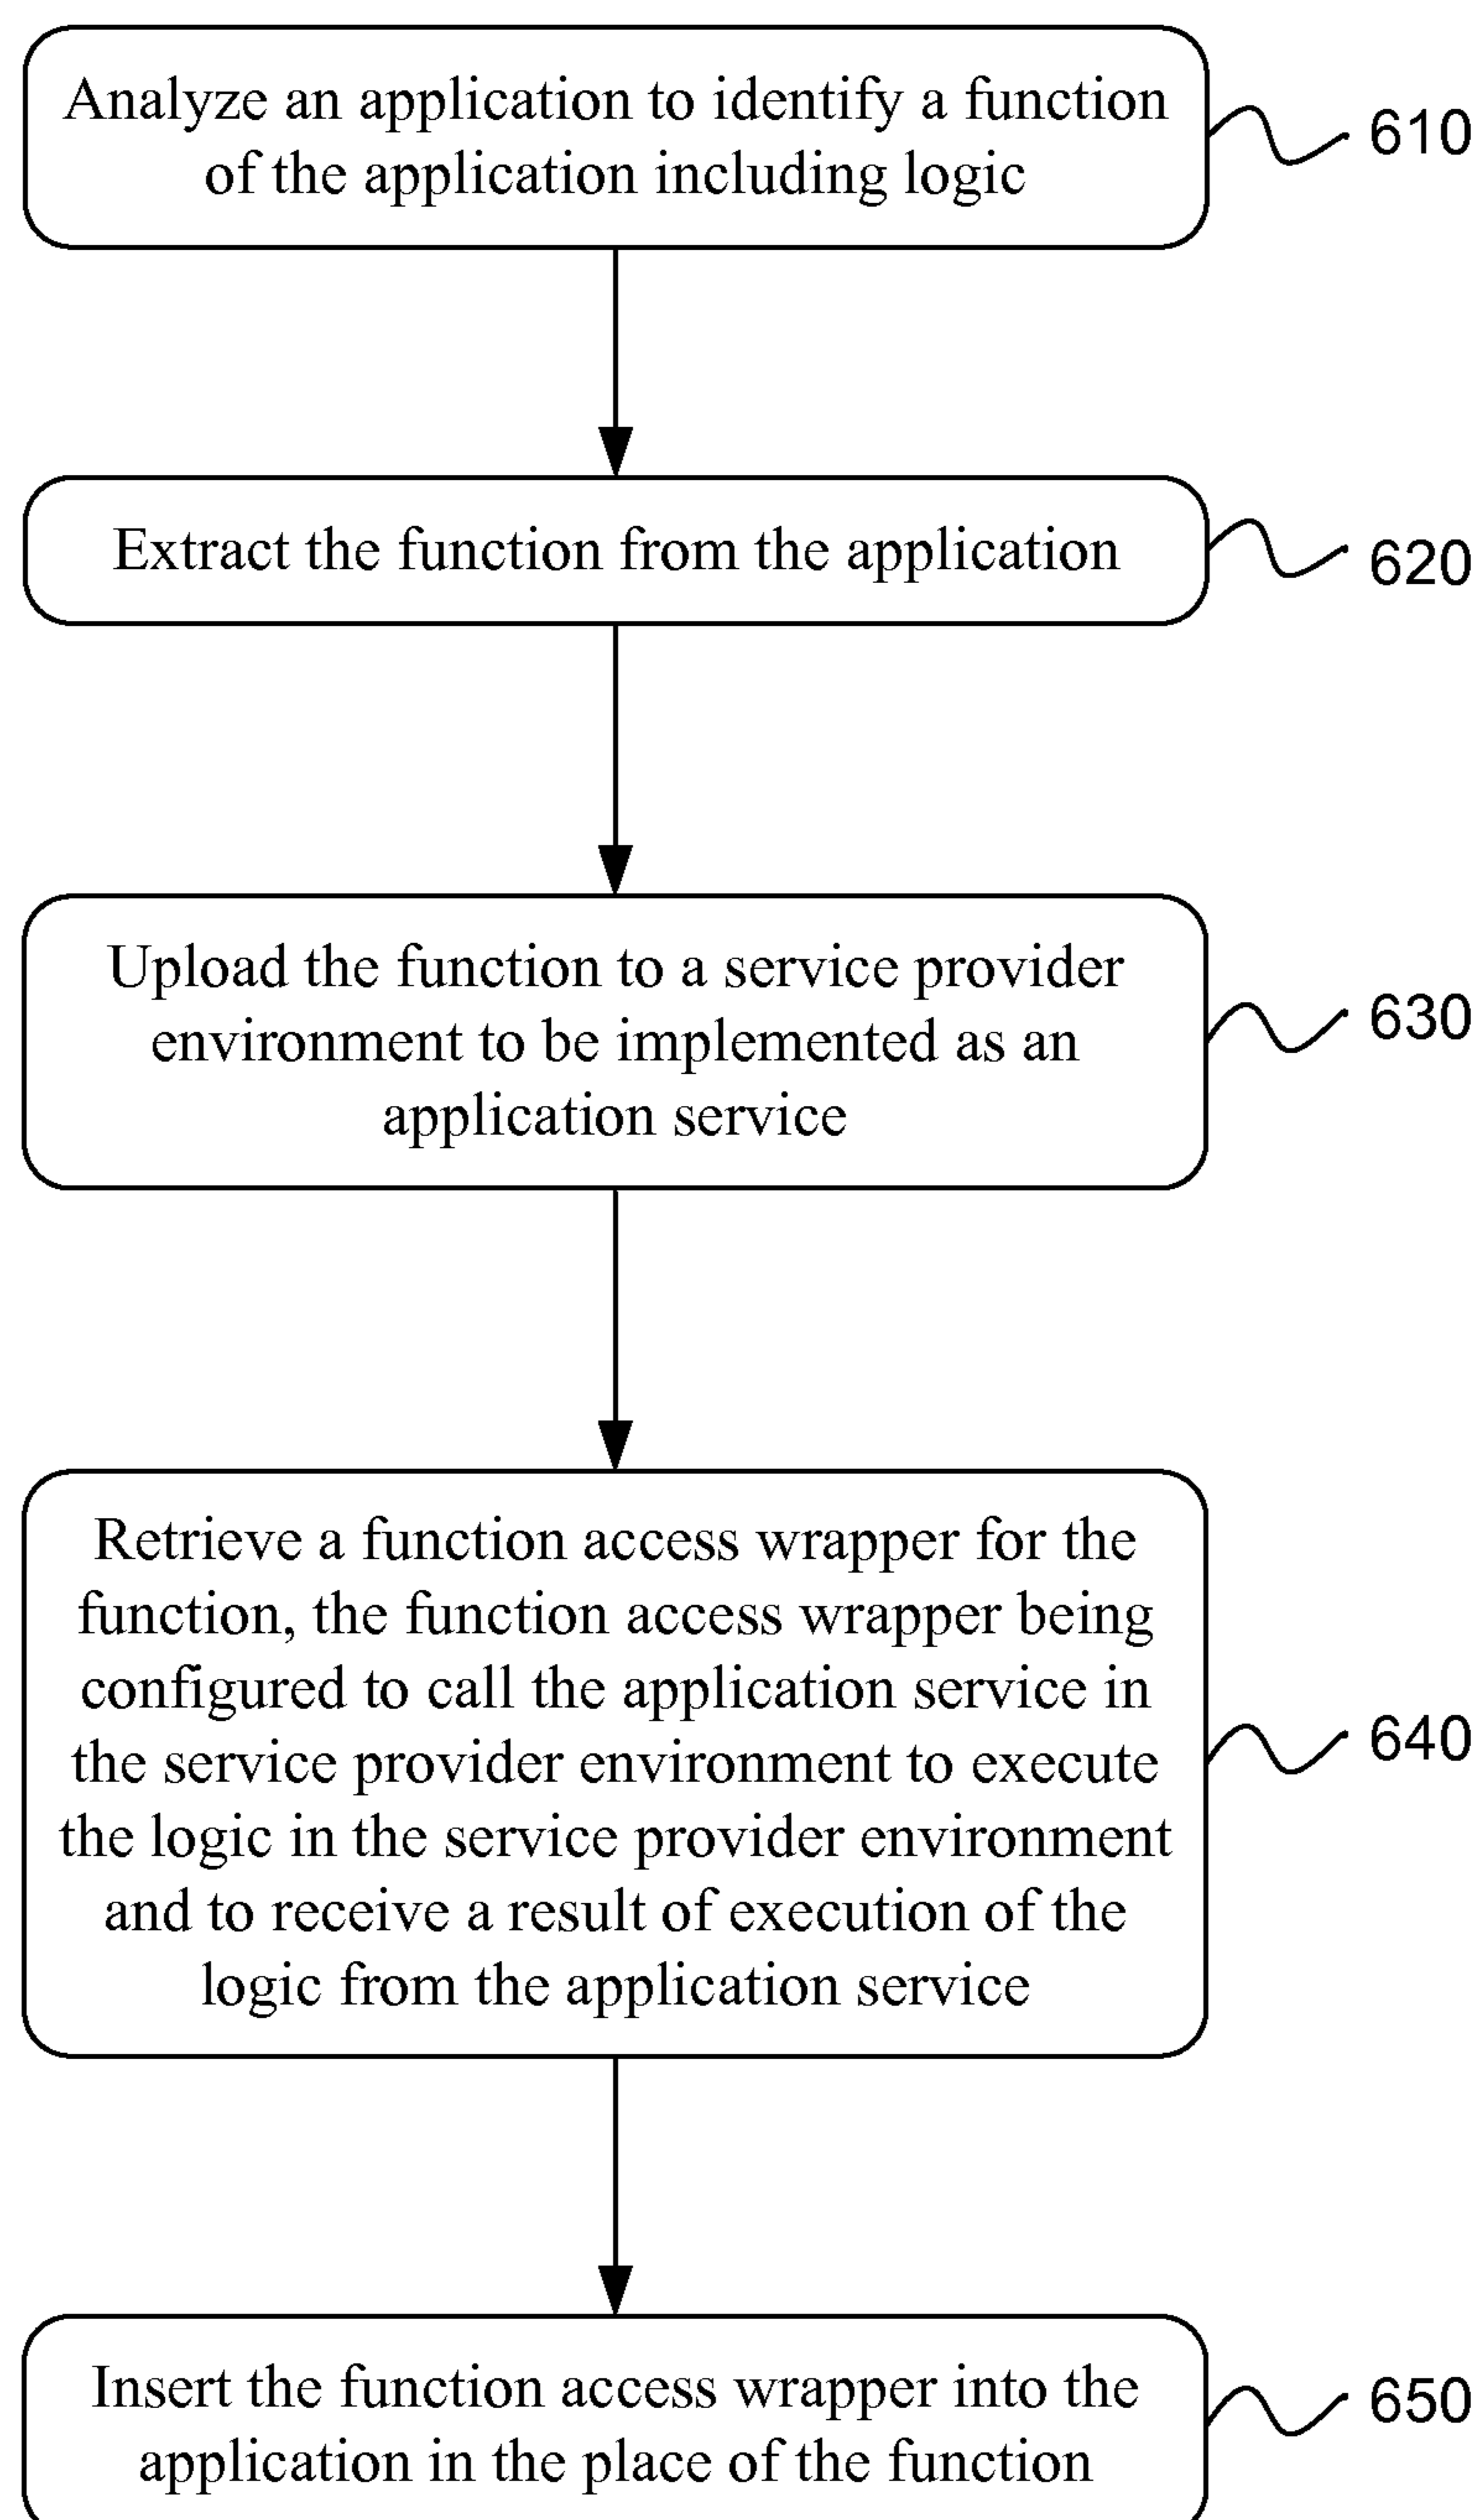 Analyze an application to identify a function
of the application including logic
610
Extract the function from the application
620
Upload the function to a service provider
environment to be implemented as an
application service
630
Retrieve a function access wrapper for the
function, the function access wrapper being
configured to call the application service in
the service provider environment to execute
the logic in the service provider environment
and to receive a result of execution of the
logic from the application service
640
Insert the function access wrapper into the
application in the place of the function
650